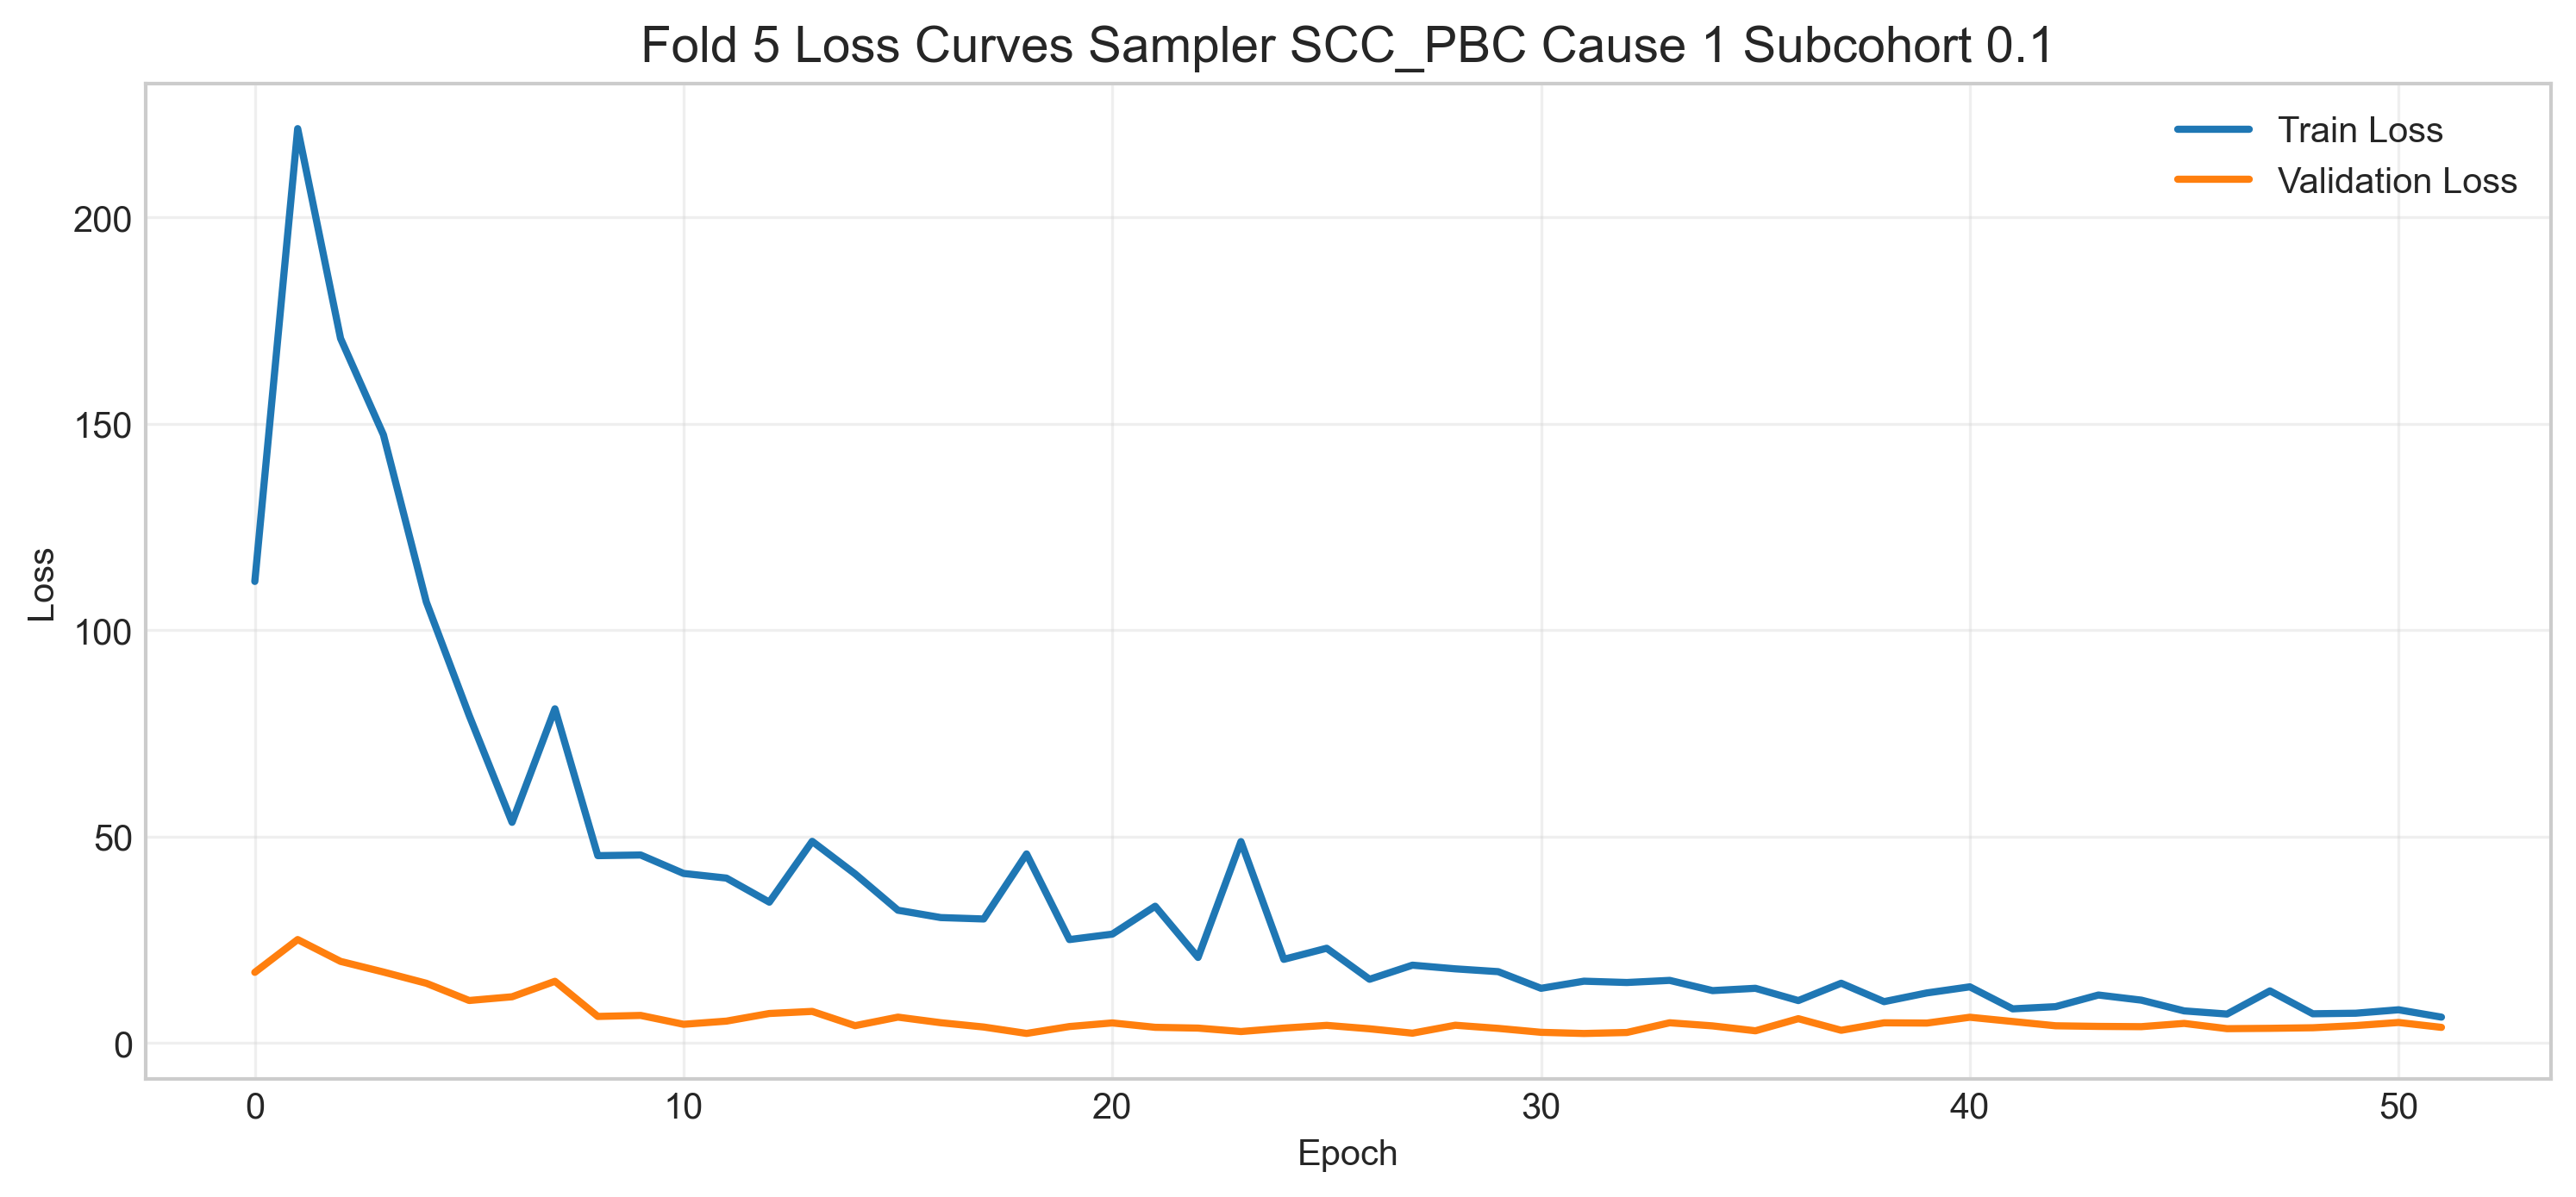 Fold 5 Loss Curves Sampler SCC_PBC Cause 1 Subcohort 0.1
Train Loss
Validation Loss
200
150
100
50
0
Loss
0 10 20 30 40 50
Epoch